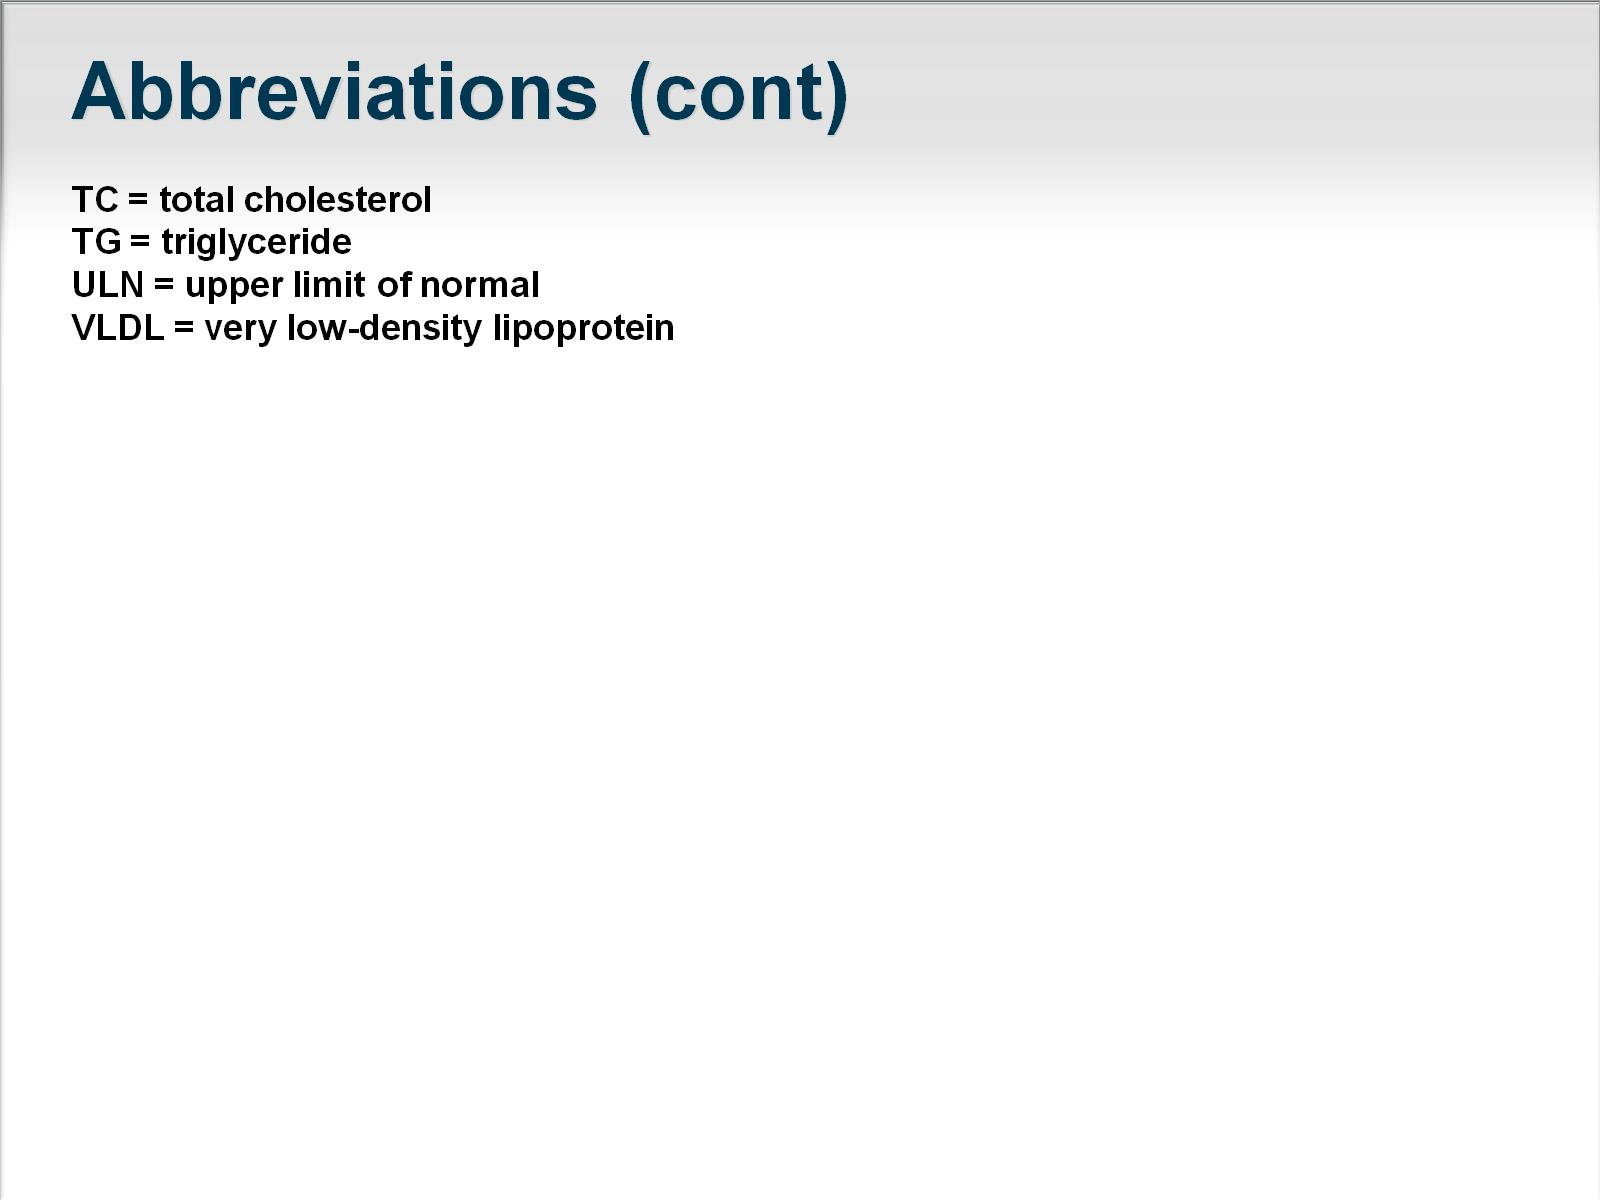 Abbreviations (cont)
TC = total cholesterol
TG = triglyceride
ULN = upper limit of normal
VLDL = very low-density lipoprotein